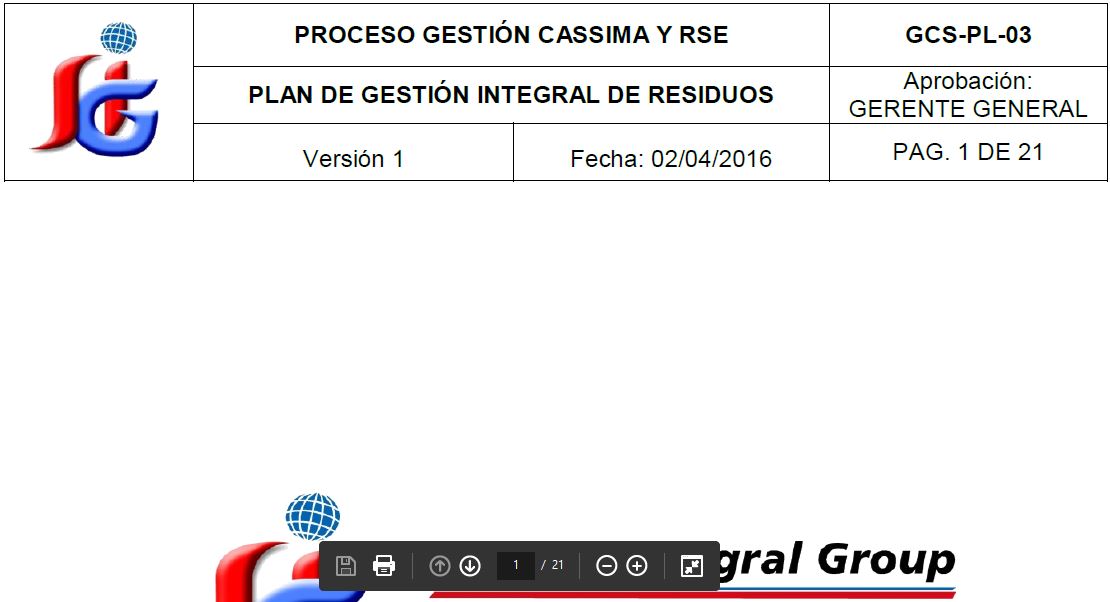 PROCESO GESTIÓN CASSIMA Y RSE
GCS-PL-03
PLAN DE GESTIÓN INTEGRAL DE RESIDUOS
Aprobación:
GERENTE GENERAL
Versión 1
Fecha: 02/04/2016
PAG. 1 DE 21
gral Group
1 / 21